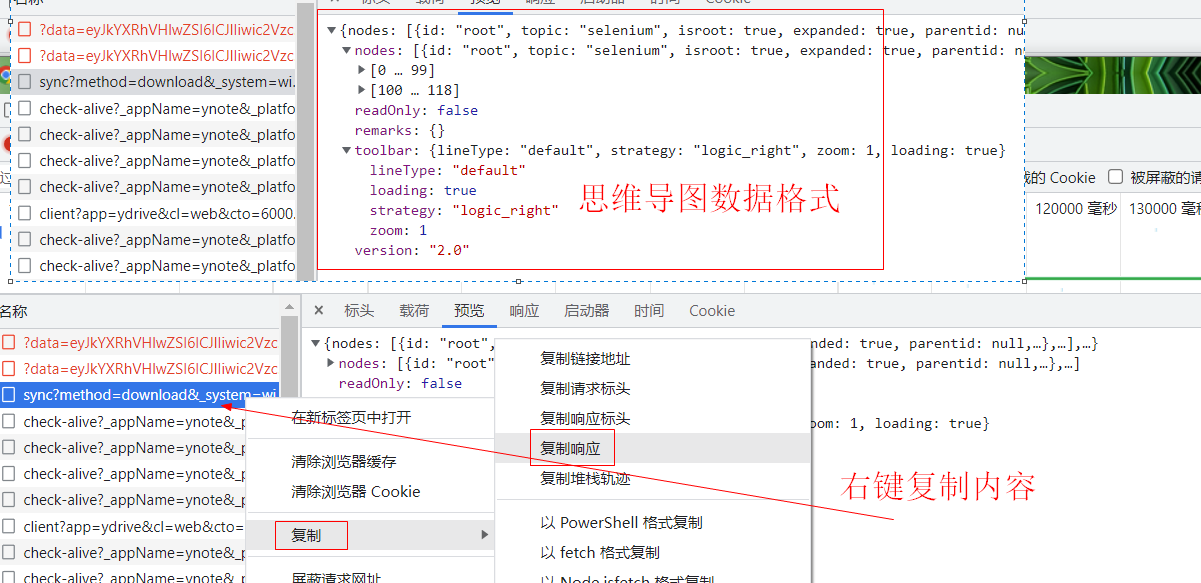 名称
标头 载荷 预览 响应 启动器 时间 Cookie
?data=eyJkYXRhVHlwZSI6ICJIliwic2Vzc
?data=eyJkYXRhVHlwZSI6ICJIliwic2Vzc
sync?method=download&_system=wi.
check-alive?_appName=ynote&_platfo
check-alive?_appName=ynote&_platfo
check-alive?_appName=ynote&_platfo
check-alive?_appName=ynote&_platfo
client?app=ydrive&cl=web&cto=6000.
check-alive?_appName=ynote&_platfo
check-alive?_appName=ynote&_platfo
{nodes: [{id: "root", topic: "selenium", isroot: true, expanded: true, parentid: nu
nodes: [{id: "root", topic: "selenium", isroot: true, expanded: true, parentid: n
[0 … 99]
[100 … 118]
readOnly: false
remarks: {}
toolbar: {lineType: "default", strategy: "logic_right", zoom: 1, loading: true}
lineType: "default"
loading: true
strategy: "logic_right"
zoom: 1
version: "2.0"
思维导图数据格式
的 Cookie 被屏蔽的请
120000 毫秒 130000 毫秒
名称
× 标头 载荷 预览 响应 启动器 时间 Cookie
?data=eyJkYXRhVHlwZSI6ICJIliwic2Vzc
?data=eyJkYXRhVHlwZSI6ICJIliwic2Vzc
sync?method=download&_system=wi
check-alive?_appName=ynote&_p
check-alive?_appName=ynote&_p
check-alive?_appName=ynote&_p
check-alive?_appName=ynote&_p
client?app=ydrive&cl=web&cto=
check-alive?_appName=ynote&_p
check-alive?_appName=ynote&_p
{nodes: [{id: "root", nded: true, parentid: null,…},…],…}
nodes: [{id: "root" anded: true, parentid: null,…},…]
readOnly: false
oom: 1, loading: true}
在新标签页中打开
清除浏览器缓存
清除浏览器 Cookie
复制
屏蔽请求网址
复制链接地址
复制请求标头
复制响应标头
复制响应
复制堆栈轨迹
以 PowerShell 格式复制
以 fetch 格式复制
以 Node.jsfetch 格式复制
右键复制内容